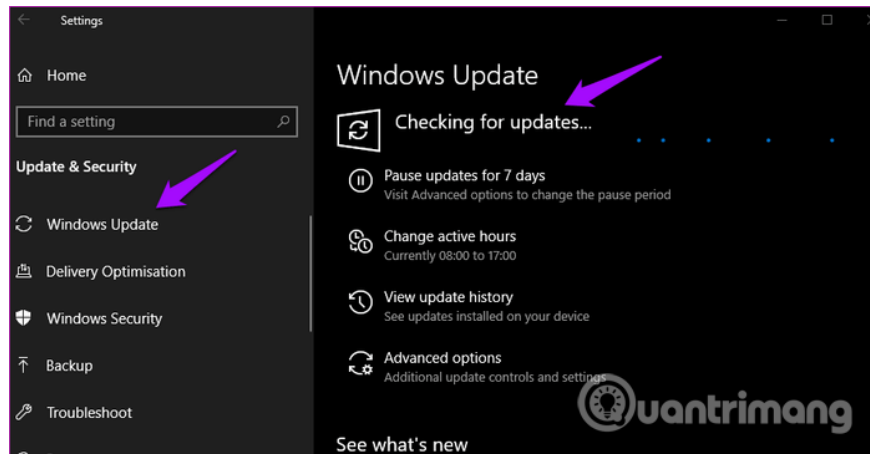 Settings
Home
Find a setting
Update & Security
Windows Update
Delivery Optimisation
Windows Security
Backup
Troubleshoot
Windows Update
Checking for updates...
Pause updates for 7 days
Visit Advanced options to change the pause period
Change active hours
Currently 08:00 to 17:00
View update history
See updates installed on your device
Advanced options
Additional update controls and settings
See what's new
Quantrimang